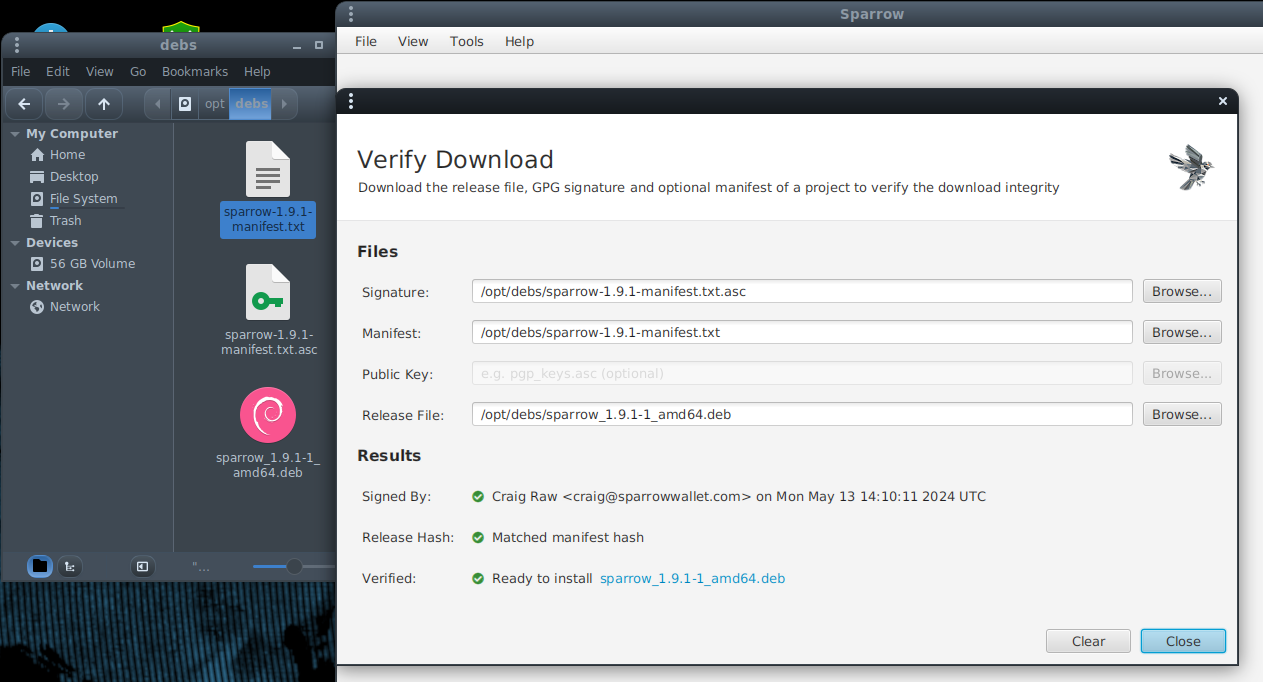 debs
File Edit View Go Bookmarks Help
opt debs
My Computer
Home
Desktop
File System
Trash
Devices
56 GB Volume
Network
Network
sparrow-1.9.1-
manifest.txt
sparrow-1.9.1-
manifest.txt.asc
sparrow_1.9.1-1_
amd64.deb
"...
Sparrow
File View Tools Help
Verify Download
Download the release file, GPG signature and optional manifest of a project to verify the download integrity
Files
Signature: /opt/debs/sparrow-1.9.1-manifest.txt.asc Browse...
Manifest: /opt/debs/sparrow-1.9.1-manifest.txt Browse...
Public Key: e.g. pgp_keys.asc (optional) Browse...
Release File: /opt/debs/sparrow_1.9.1-1_amd64.deb Browse...
Results
Signed By: Craig Raw <craig@sparrowwallet.com> on Mon May 13 14:10:11 2024 UTC
Release Hash: Matched manifest hash
Verified: Ready to install sparrow_1.9.1-1_amd64.deb
Clear Close